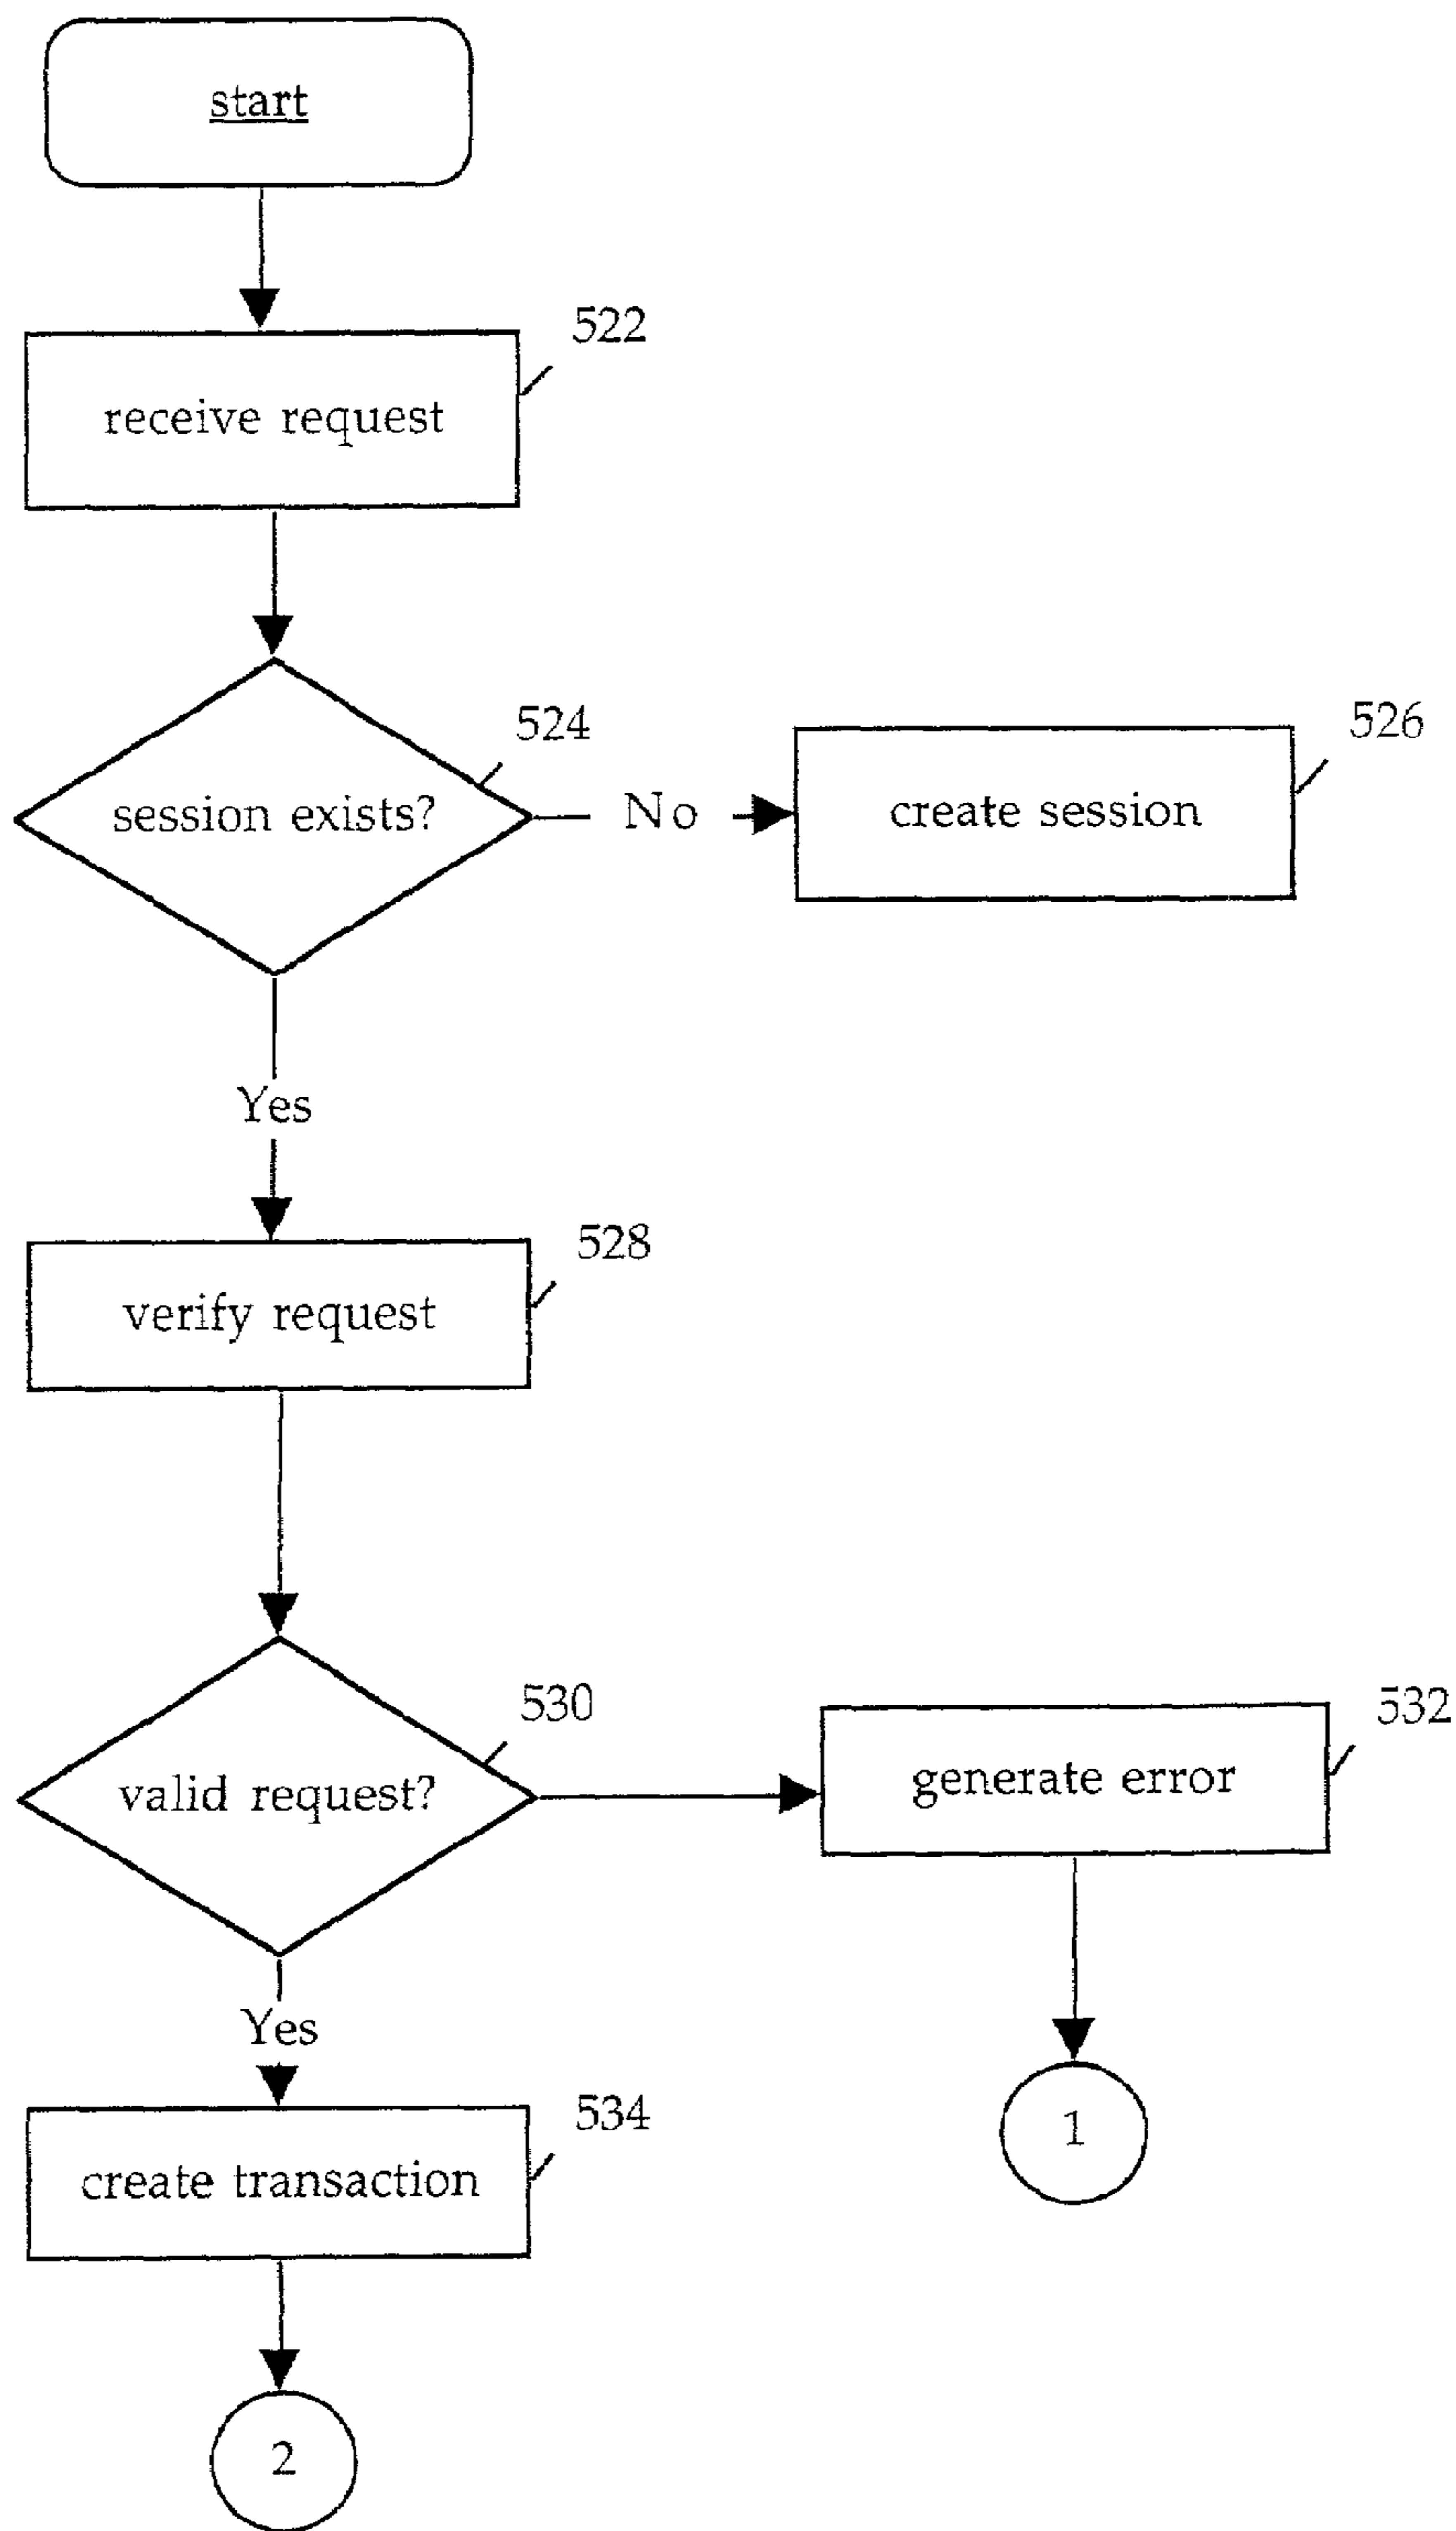 start
522
receive request
524
526
session exists?
No
create session
Yes
528
verify request
530
532
valid request?
generate error
Yes
534
1
create transaction
2